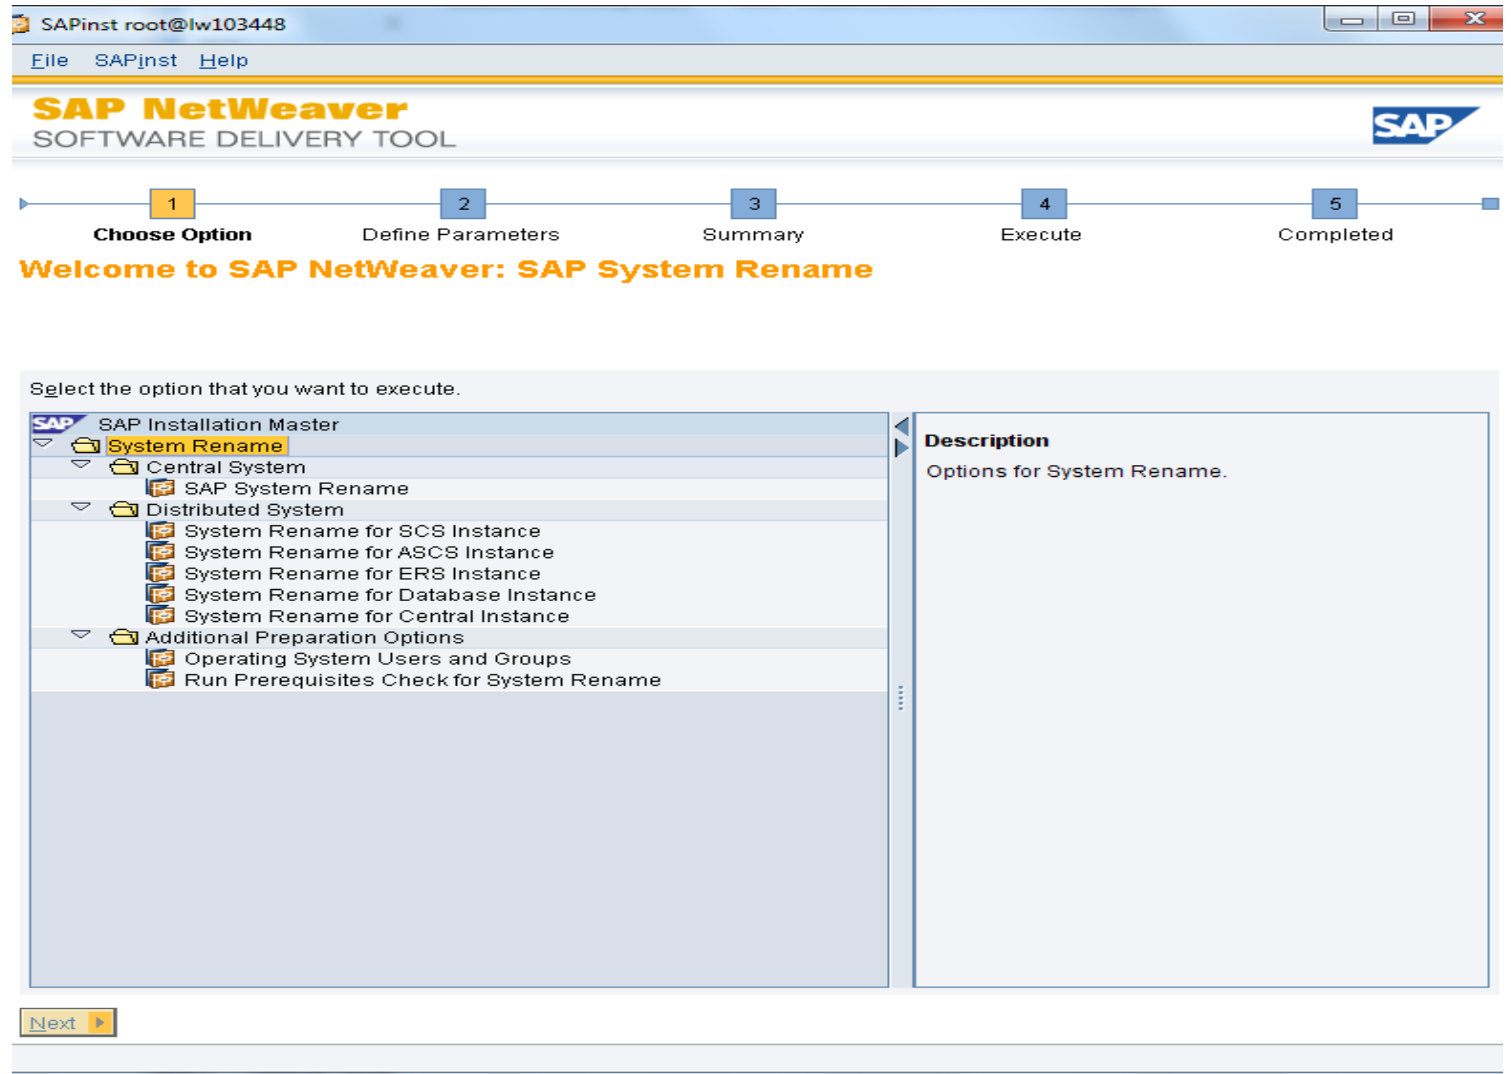 SAPinst root@lw103448
File SAPinst Help
SAP NetWeaver
SOFTWARE DELIVERY TOOL
SAP
1 2 3 4 5
Choose Option Define Parameters Summary Execute Completed
Welcome to SAP NetWeaver: SAP System Rename
Select the option that you want to execute.
SAP SAP Installation Master
System Rename
Central System
SAP System Rename
Distributed System
System Rename for SCS Instance
System Rename for ASCS Instance
System Rename for ERS Instance
System Rename for Database Instance
System Rename for Central Instance
Additional Preparation Options
Operating System Users and Groups
Run Prerequisites Check for System Rename
Description
Options for System Rename.
Next